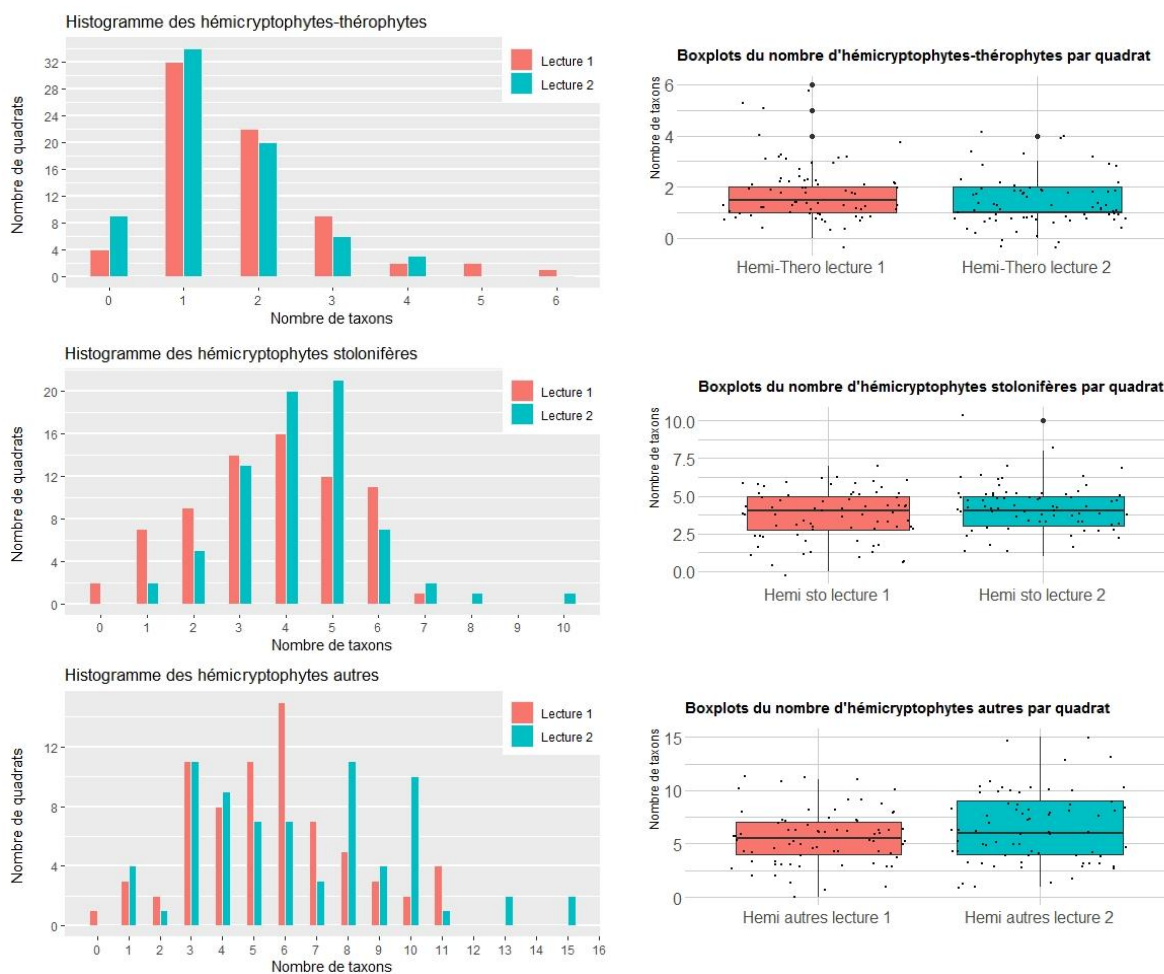 Histogramme des hémicryptophytes-thérophytes
Lecture 1
Lecture 2
Nombre de quadrats
32
28
24
20
16
12
8
4
0
0 1 2 3 4 5 6
Nombre de taxons
Boxplots du nombre d'hémicryptophytes-thérophytes par quadrat
Nombre de taxons
6
4
2
0
Hemi-Thero lecture 1 Hemi-Thero lecture 2
Histogramme des hémicryptophytes stolonifères
Lecture 1
Lecture 2
Nombre de quadrats
20
16
12
8
4
0
0 1 2 3 4 5 6 7 8 9 10
Nombre de taxons
Boxplots du nombre d'hémicryptophytes stolonifères par quadrat
Nombre de taxons
10.0
7.5
5.0
2.5
0.0
Hemi sto lecture 1 Hemi sto lecture 2
Histogramme des hémicryptophytes autres
Lecture 1
Lecture 2
Nombre de quadrats
12
8
4
0
0 1 2 3 4 5 6 7 8 9 10 11 12 13 14 15 16
Nombre de taxons
Boxplots du nombre d'hémicryptophytes autres par quadrat
Nombre de taxons
15
10
5
0
Hemi autres lecture 1 Hemi autres lecture 2